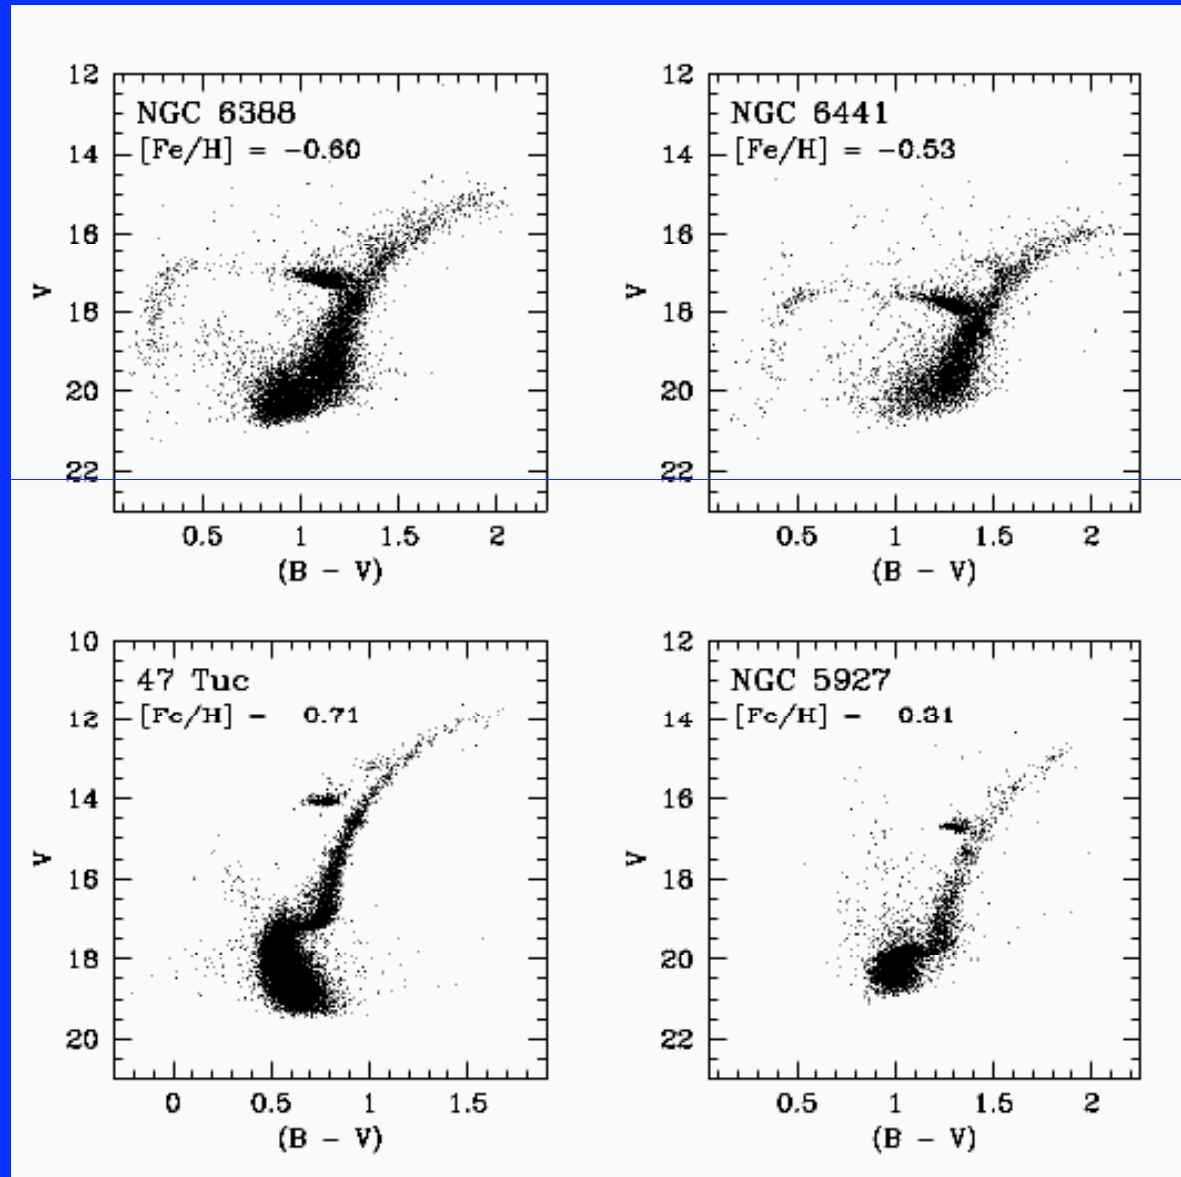 NGC 6388
[Fe/H] = −0.60
12
14
16
18
20
22
V
0.5 1 1.5 2
(B − V)
NGC 6441
[Fe/H] = −0.53
12
14
16
18
20
22
V
0.5 1 1.5 2
(B − V)
47 Tuc
[Fe/H] − 0.71
10
12
14
16
18
20
V
0 0.5 1 1.5
(B − V)
NGC 5927
[Fe/H] − 0.31
12
14
16
18
20
22
V
0.5 1 1.5 2
(B − V)